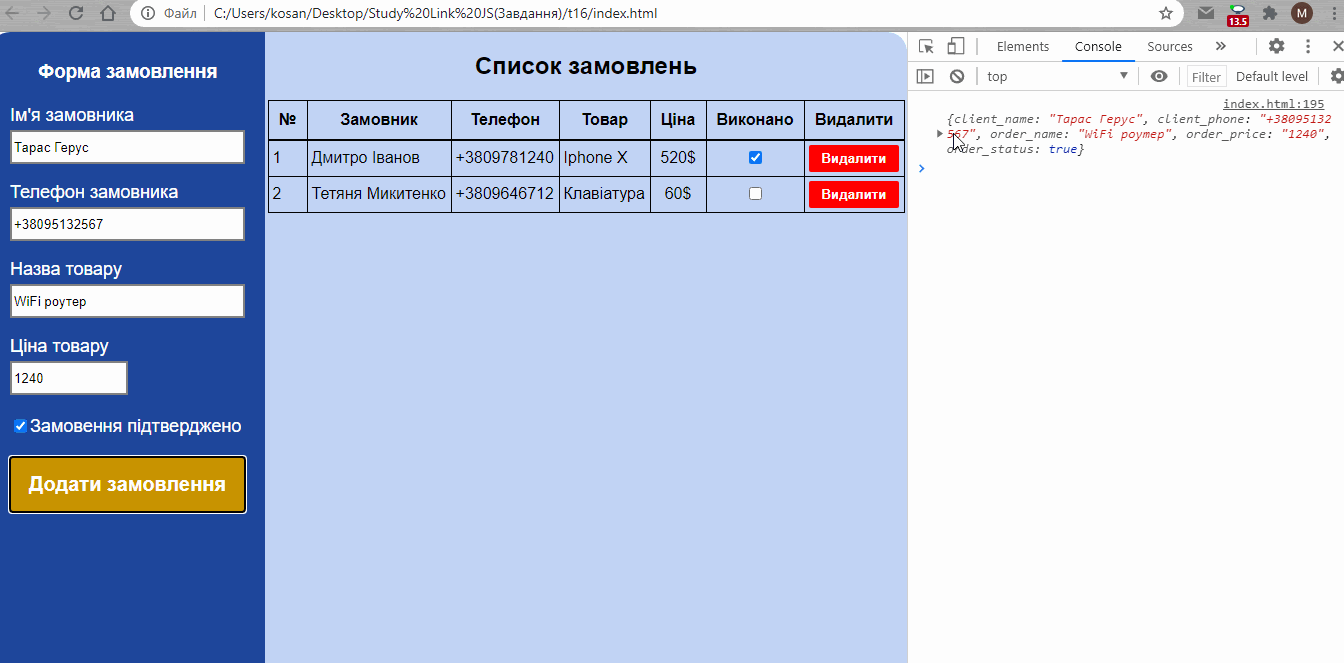 Файл C:/Users/kosan/Desktop/Study%20Link%20JS(Завдання)/t16/index.html
13.5
M
Форма замовлення
Ім'я замовника
Тарас Герус
Телефон замовника
+38095132567
Назва товару
WiFi роутер
Ціна товару
1240
Замовення підтверджено
Додати замовлення
Список замовлень
№ Замовник Телефон Товар Ціна Виконано Видалити
1 Дмитро Іванов +3809781240 Iphone X 520$ Видалити
2 Тетяня Микитенко +3809646712 Клавіатура 60$ Видалити
Elements Console Sources »
top Filter Default level
index.html:195
{client_name: "Тарас Герус", client_phone: "+38095132
567", order_name: "WiFi роутер", order_price: "1240",
order_status: true}